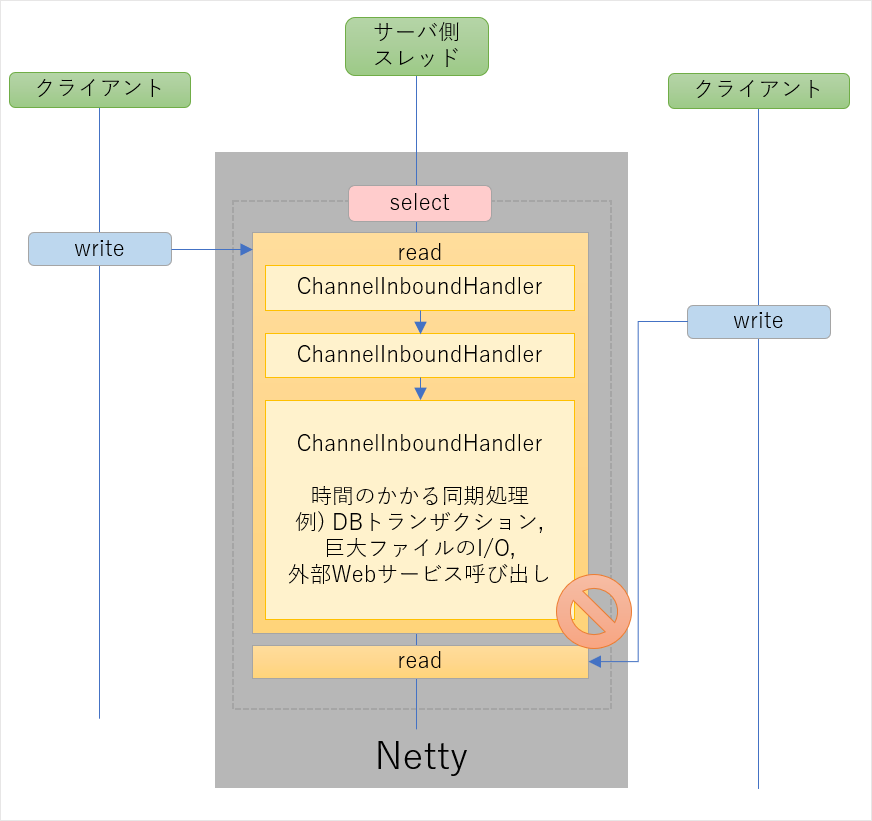 サーバ側
スレッド
クライアント
クライアント
select
write
read
ChannelInboundHandler
write
ChannelInboundHandler
ChannelInboundHandler
時間のかかる同期処理
例) DBトランザクション,
巨大ファイルのI/O,
外部Webサービス呼び出し
read
Netty